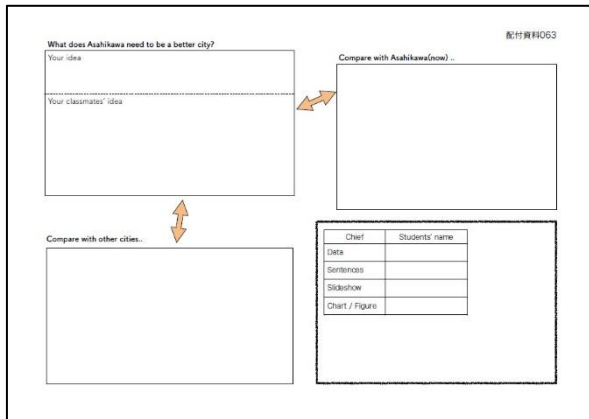 配付資料063
What does Asahikawa need to be a better city?
Your idea
Your classmates' idea
Compare with Asahikawa(now) ..
Compare with other cities..
Chief Students' name
Data
Sentences
Slideshow
Chart / Figure